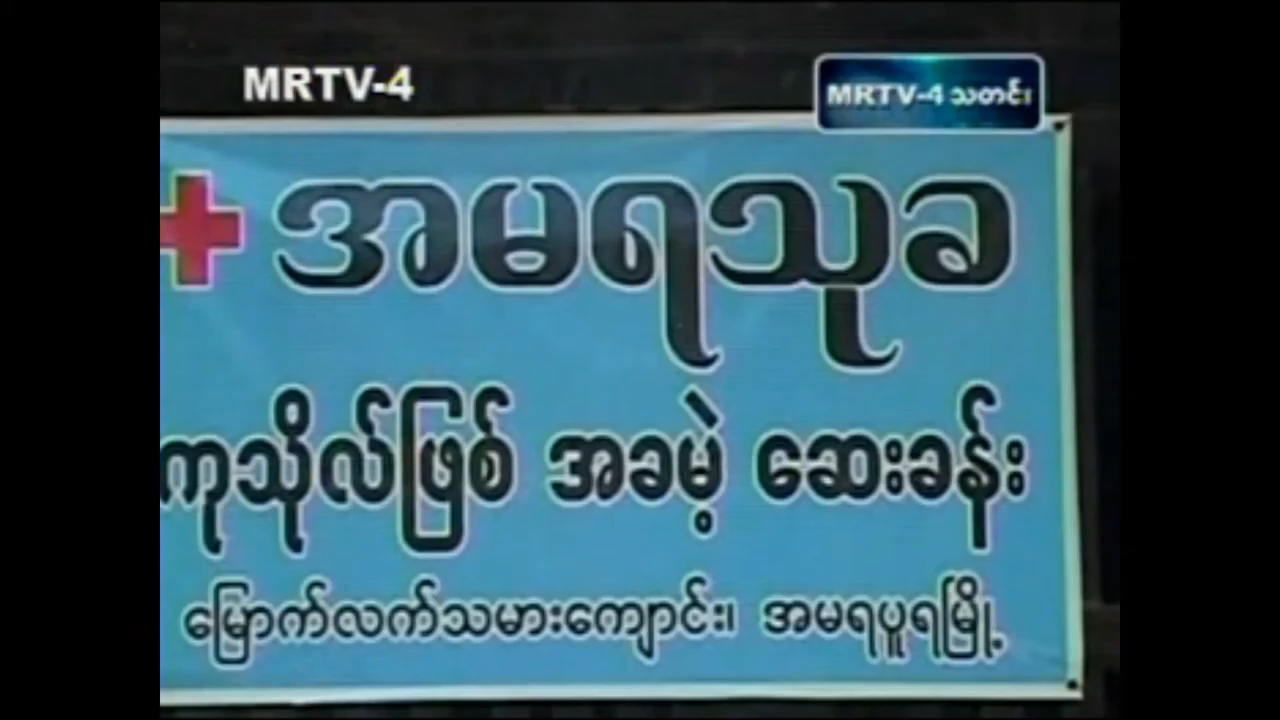 MRTV-4
MRTV-4 သတင်း
အမရသုခ
ကုသိုလ်ဖြစ် အခမဲ့ ဆေးခန်း
မြောက်လက်သမားကျောင်း၊ အမရပူရမြို့